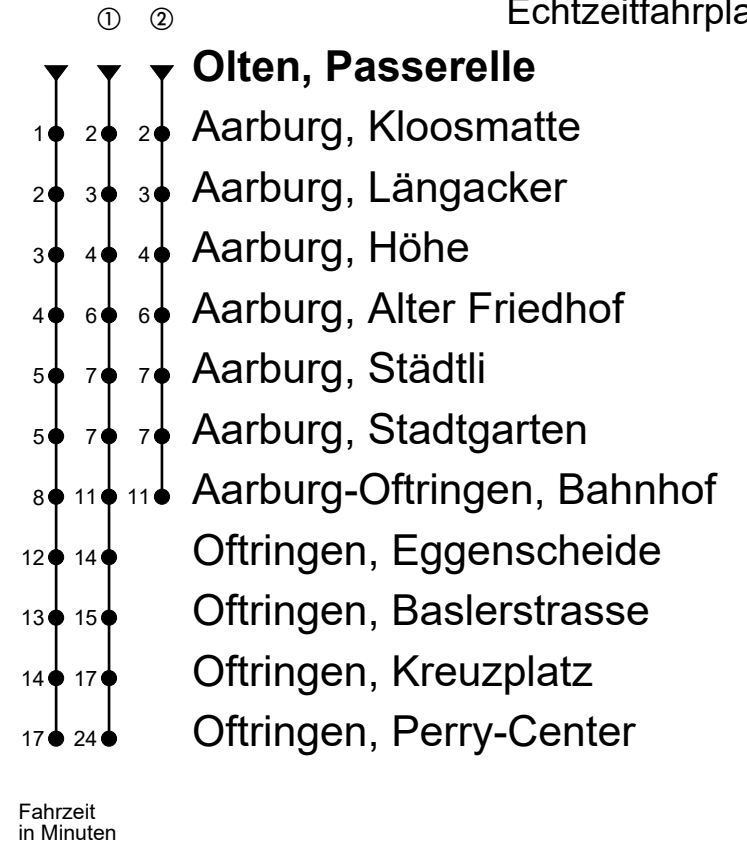 ① ② Echtzeitfahrpla
Olten, Passerelle
1 2 2 Aarburg, Kloosmatte
2 3 3 Aarburg, Längacker
3 4 4 Aarburg, Höhe
4 6 6 Aarburg, Alter Friedhof
5 7 7 Aarburg, Städtli
5 7 7 Aarburg, Stadtgarten
8 11 11 Aarburg-Oftringen, Bahnhof
12 14 Oftringen, Eggenscheide
13 15 Oftringen, Baslerstrasse
14 17 Oftringen, Kreuzplatz
17 24 Oftringen, Perry-Center
Fahrzeit
in Minuten